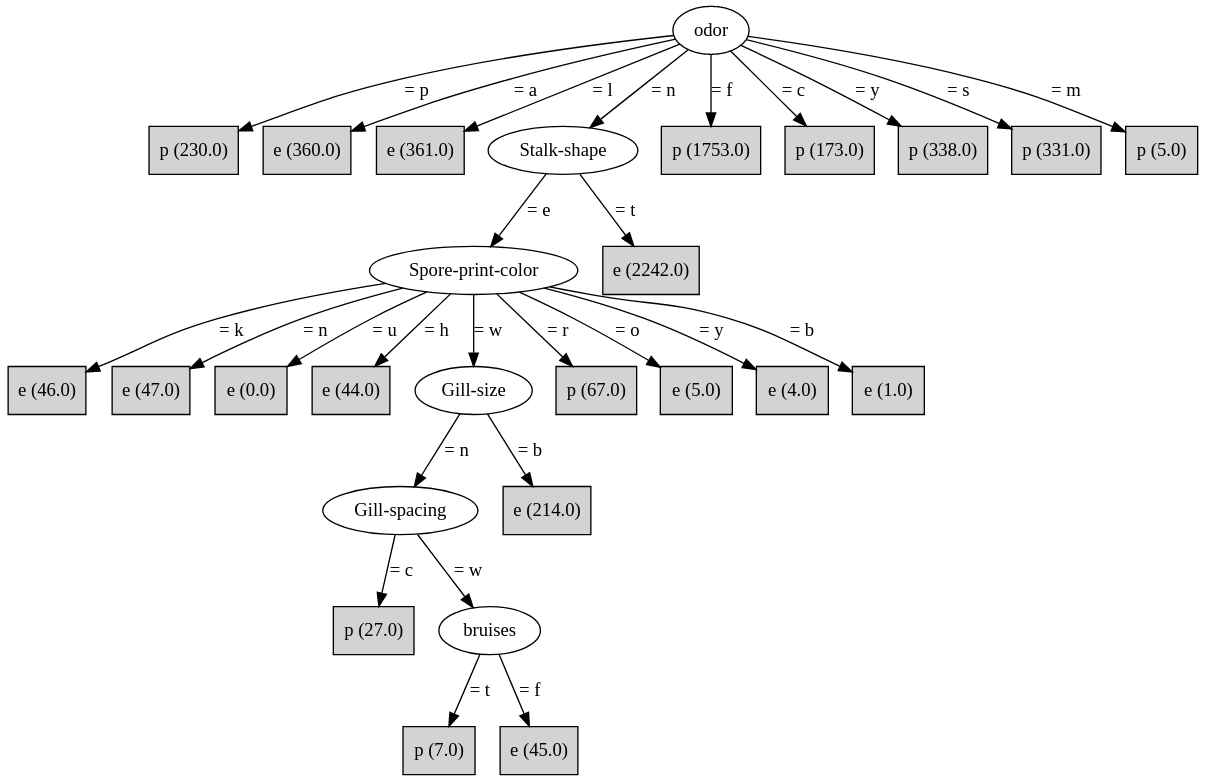 odor
= p
= a
= l
= n
= f
= c
= y
= s
= m
p (230.0)
e (360.0)
e (361.0)
Stalk-shape
p (1753.0)
p (173.0)
p (338.0)
p (331.0)
p (5.0)
= e
= t
Spore-print-color
e (2242.0)
= k
= n
= u
= h
= w
= r
= o
= y
= b
e (46.0)
e (47.0)
e (0.0)
e (44.0)
Gill-size
p (67.0)
e (5.0)
e (4.0)
e (1.0)
= n
= b
Gill-spacing
e (214.0)
= c
= w
p (27.0)
bruises
= t
= f
p (7.0)
e (45.0)